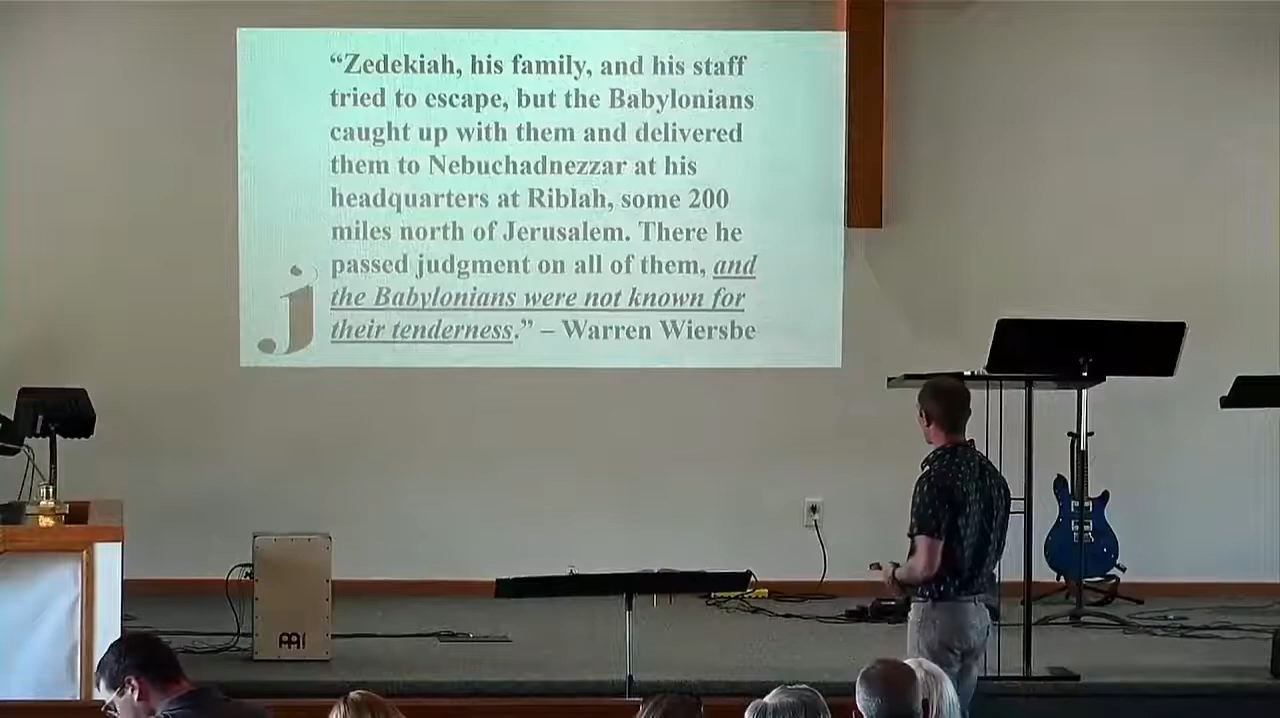 “Zedekiah, his family, and his staff
tried to escape, but the Babylonians
caught up with them and delivered
them to Nebuchadnezzar at his
headquarters at Riblah, some 200
miles north of Jerusalem. There he
passed judgment on all of them, and
the Babylonians were not known for
their tenderness.” – Warren Wiersbe
j